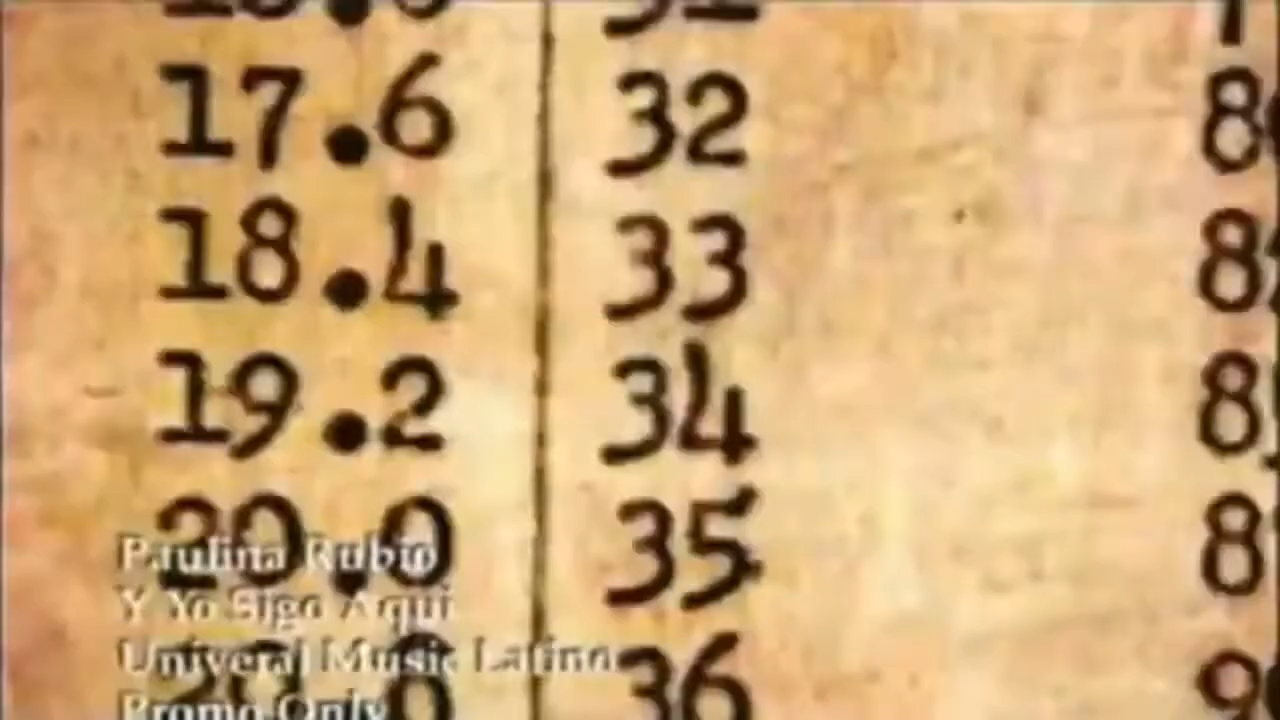 17.6 32
18.4 33
19.2 34
20.0 35
36
Paulina Rubio
Y Yo Sigo Aqui
Univeral Music Latino
Promo Only